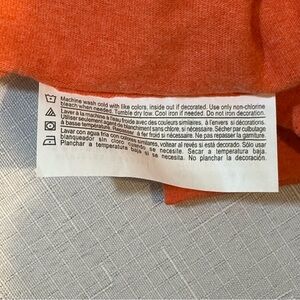 Machine wash cold with like colors, inside out if decorated. Use only non-chlorine
bleach when needed. Tumble dry low. Cool iron if needed. Do not iron decoration.
Laver à la machine à l'eau froide avec des couleurs similaires, à l'envers si décorations.
Utiliser seulement agent de blanchiment sans chlore, si nécessaire. Sécher par culbutage
à basse température. Repasser, à fer froid si nécessaire. Ne pas repasser la garniture.
Lavar con agua fria con colores similares, voltear al revés si está decorado. Sólo usar
blanqueador sin cloro cuando se necesite. Secar a temperatura baja.
Planchar a temperatura baja si se necesita. No planchar la decoración.